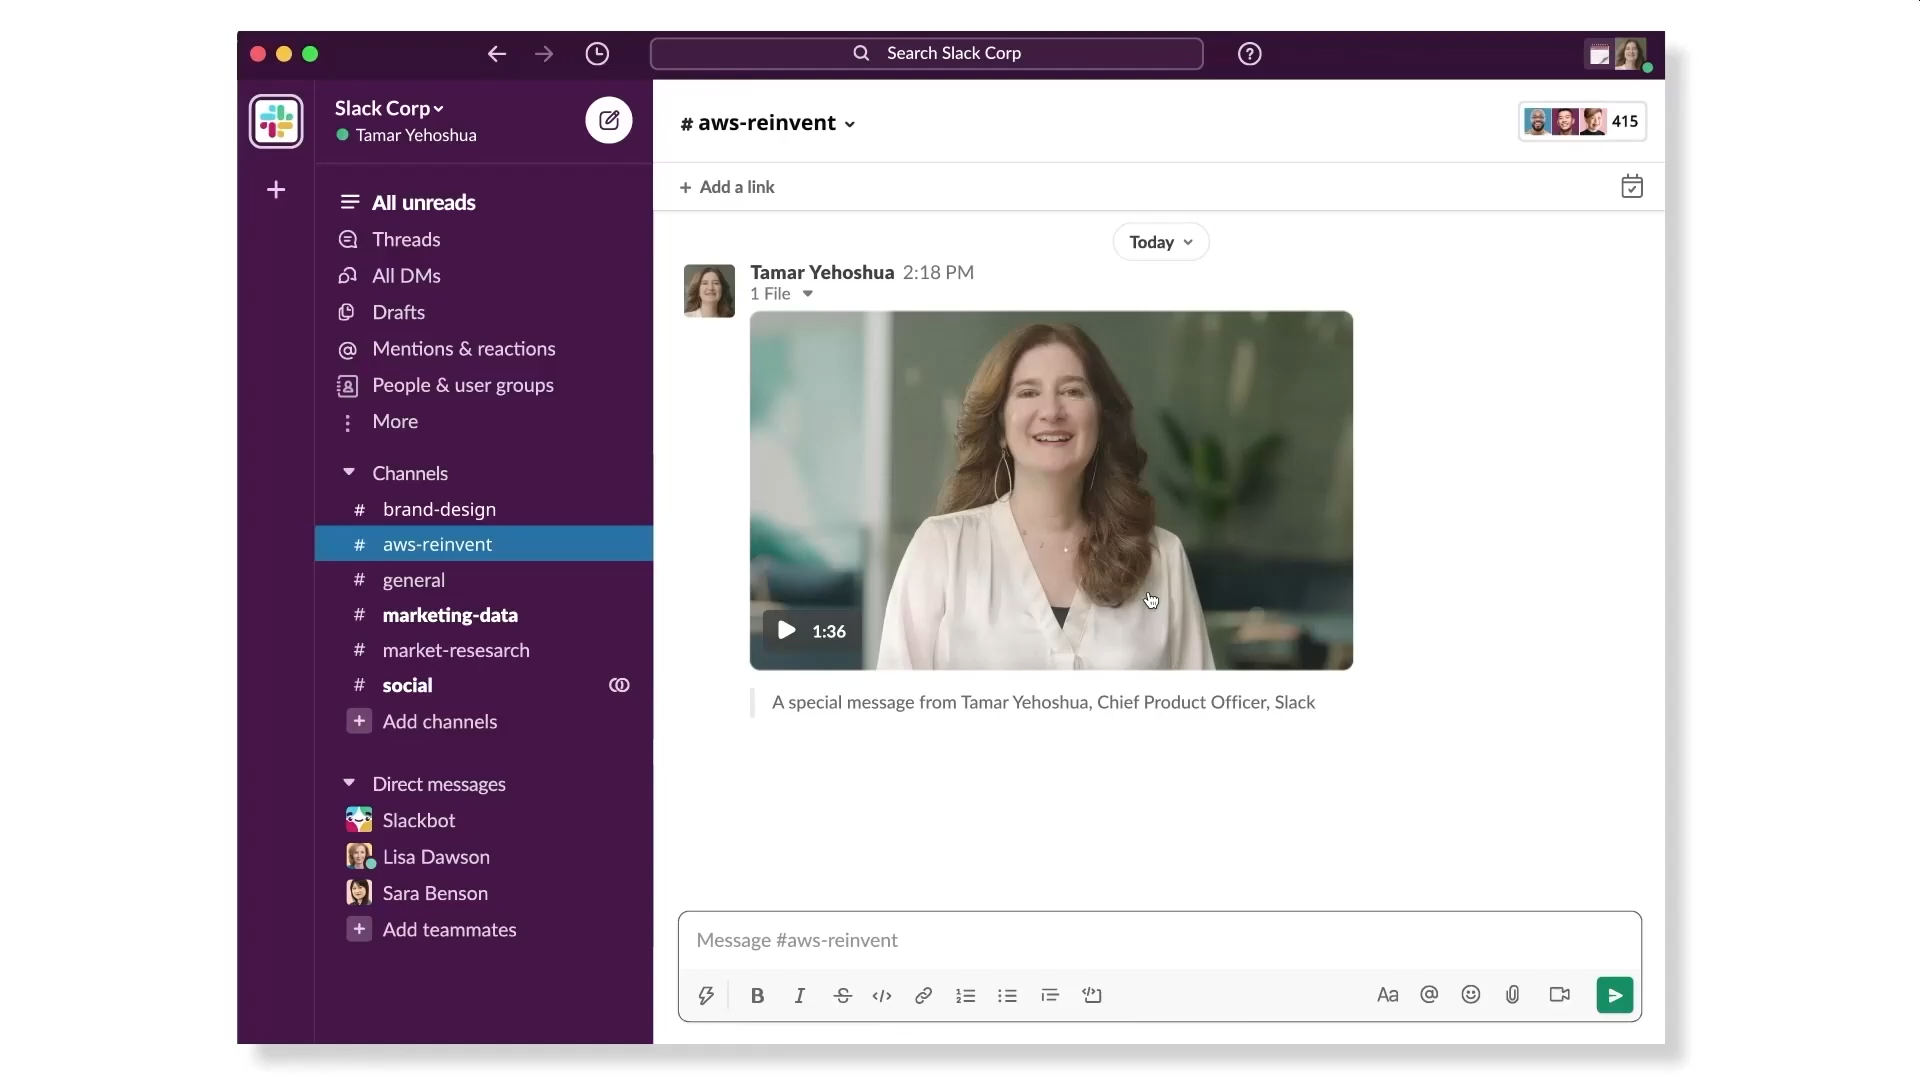 Search Slack Corp
Slack Corp
Tamar Yehoshua
All unreads
Threads
All DMs
Drafts
Mentions & reactions
People & user groups
More
Channels
# brand-design
# aws-reinvent
# general
# marketing-data
# market-resesarch
# social
+ Add channels
Direct messages
Slackbot
Lisa Dawson
Sara Benson
+ Add teammates
# aws-reinvent
415
+ Add a link
Today
Tamar Yehoshua 2:18 PM
1 File
1:36
A special message from Tamar Yehoshua, Chief Product Officer, Slack
Message #aws-reinvent
B I S </> Aa @